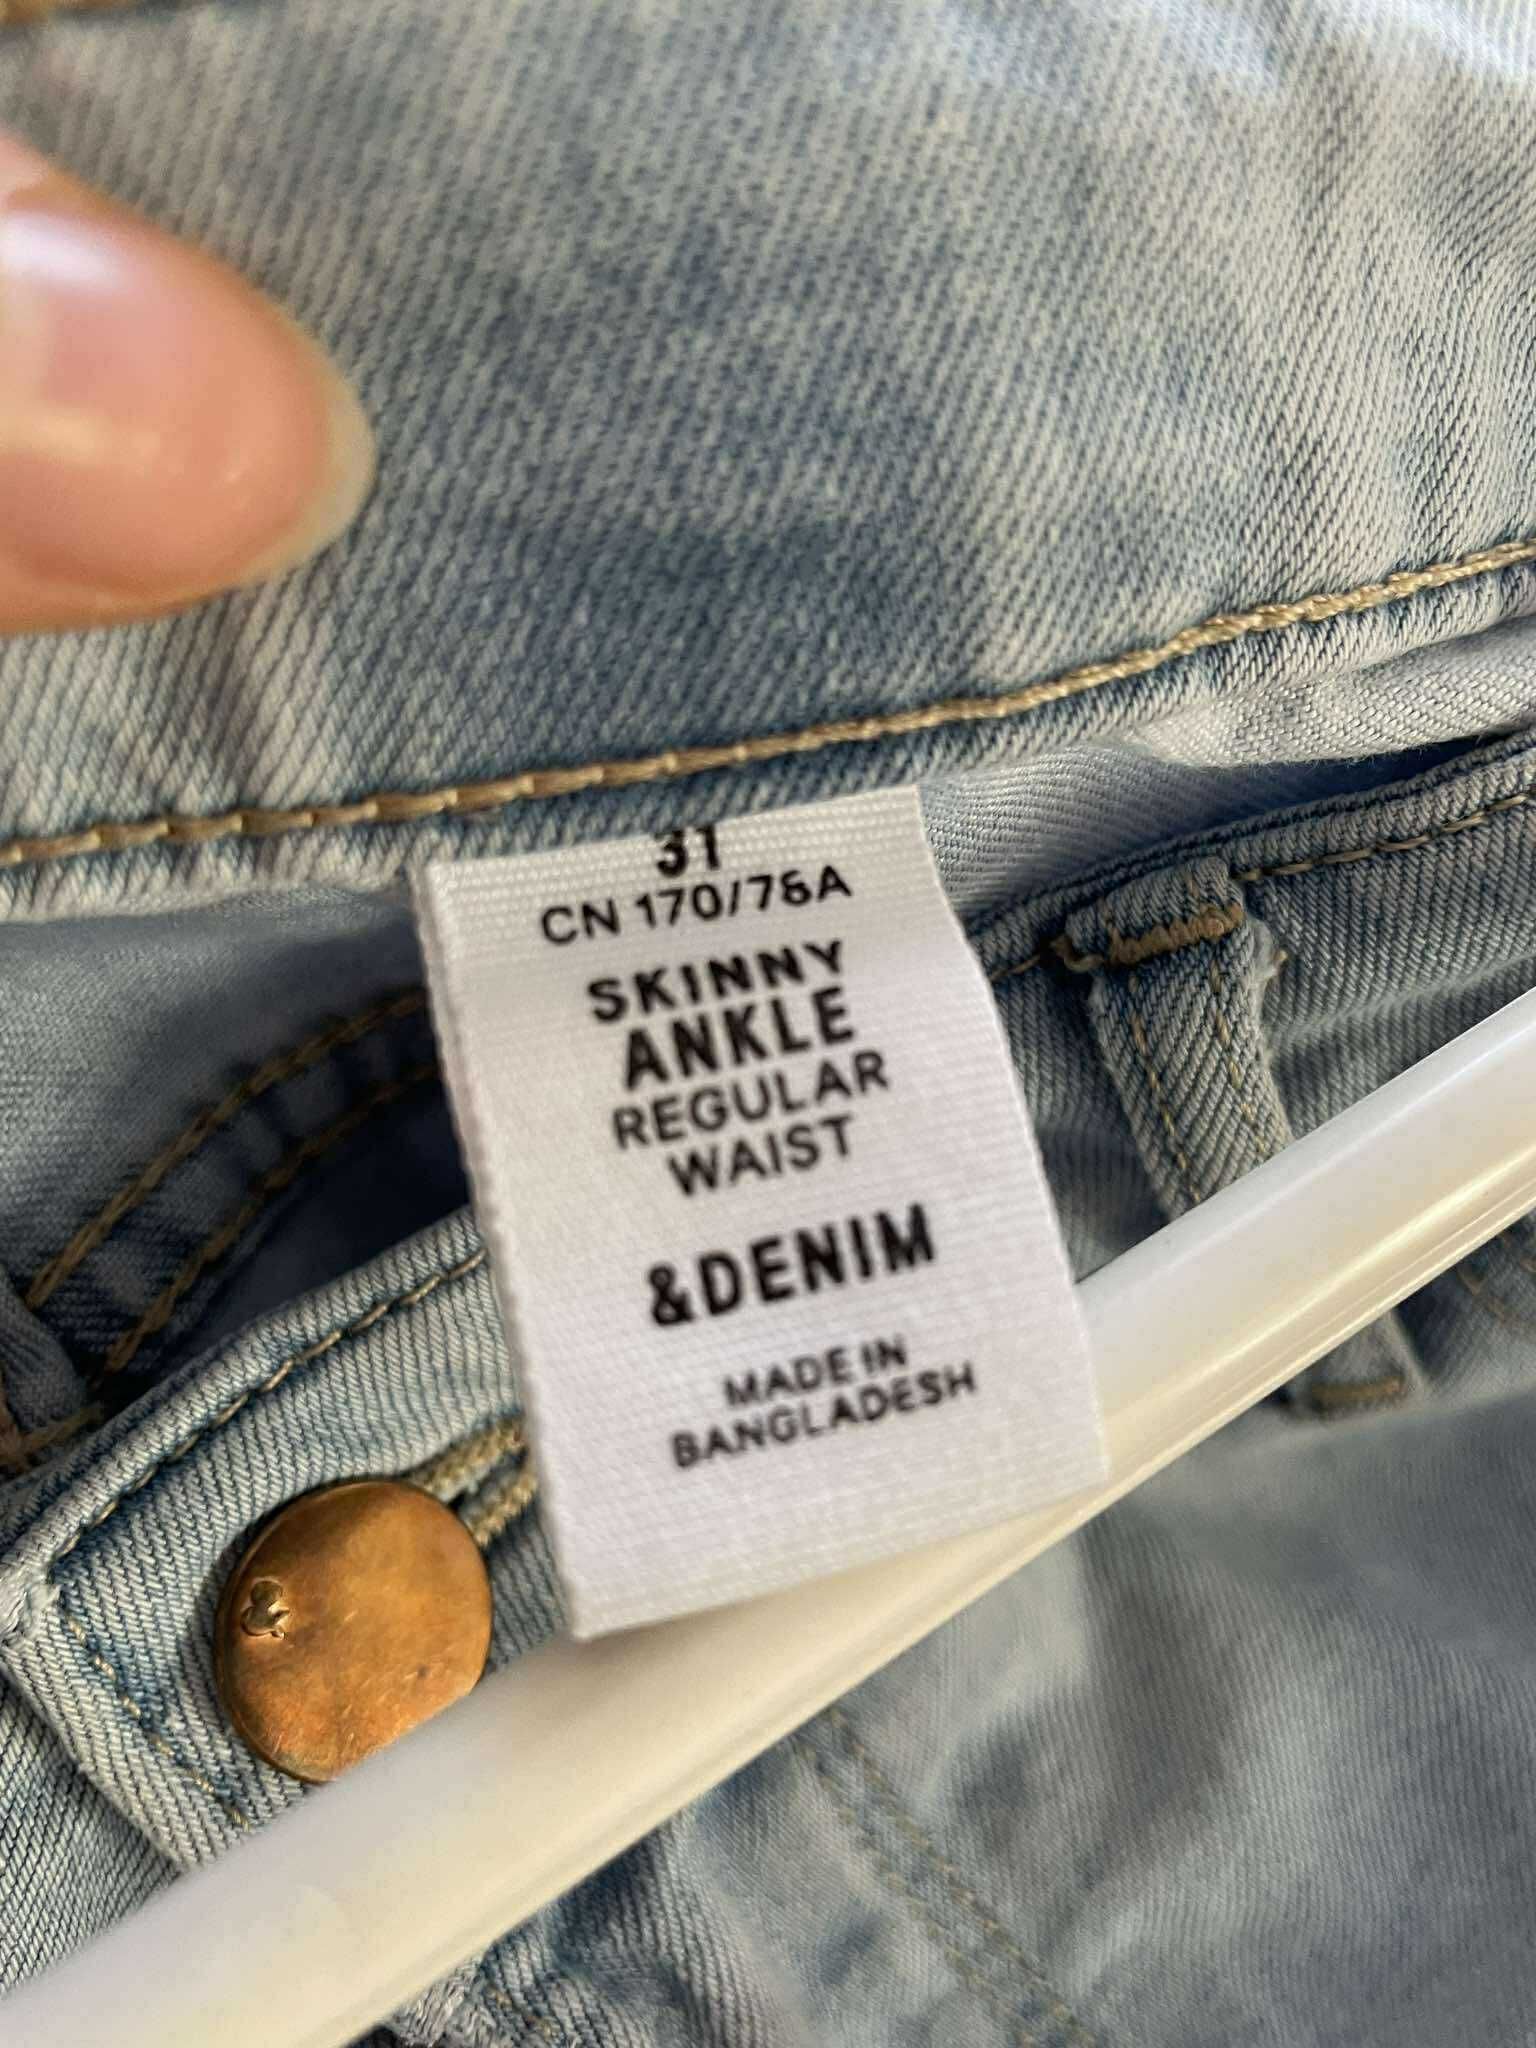 31
CN 170/76A
SKINNY
ANKLE
REGULAR
WAIST
&DENIM
MADE IN
BANGLADESH